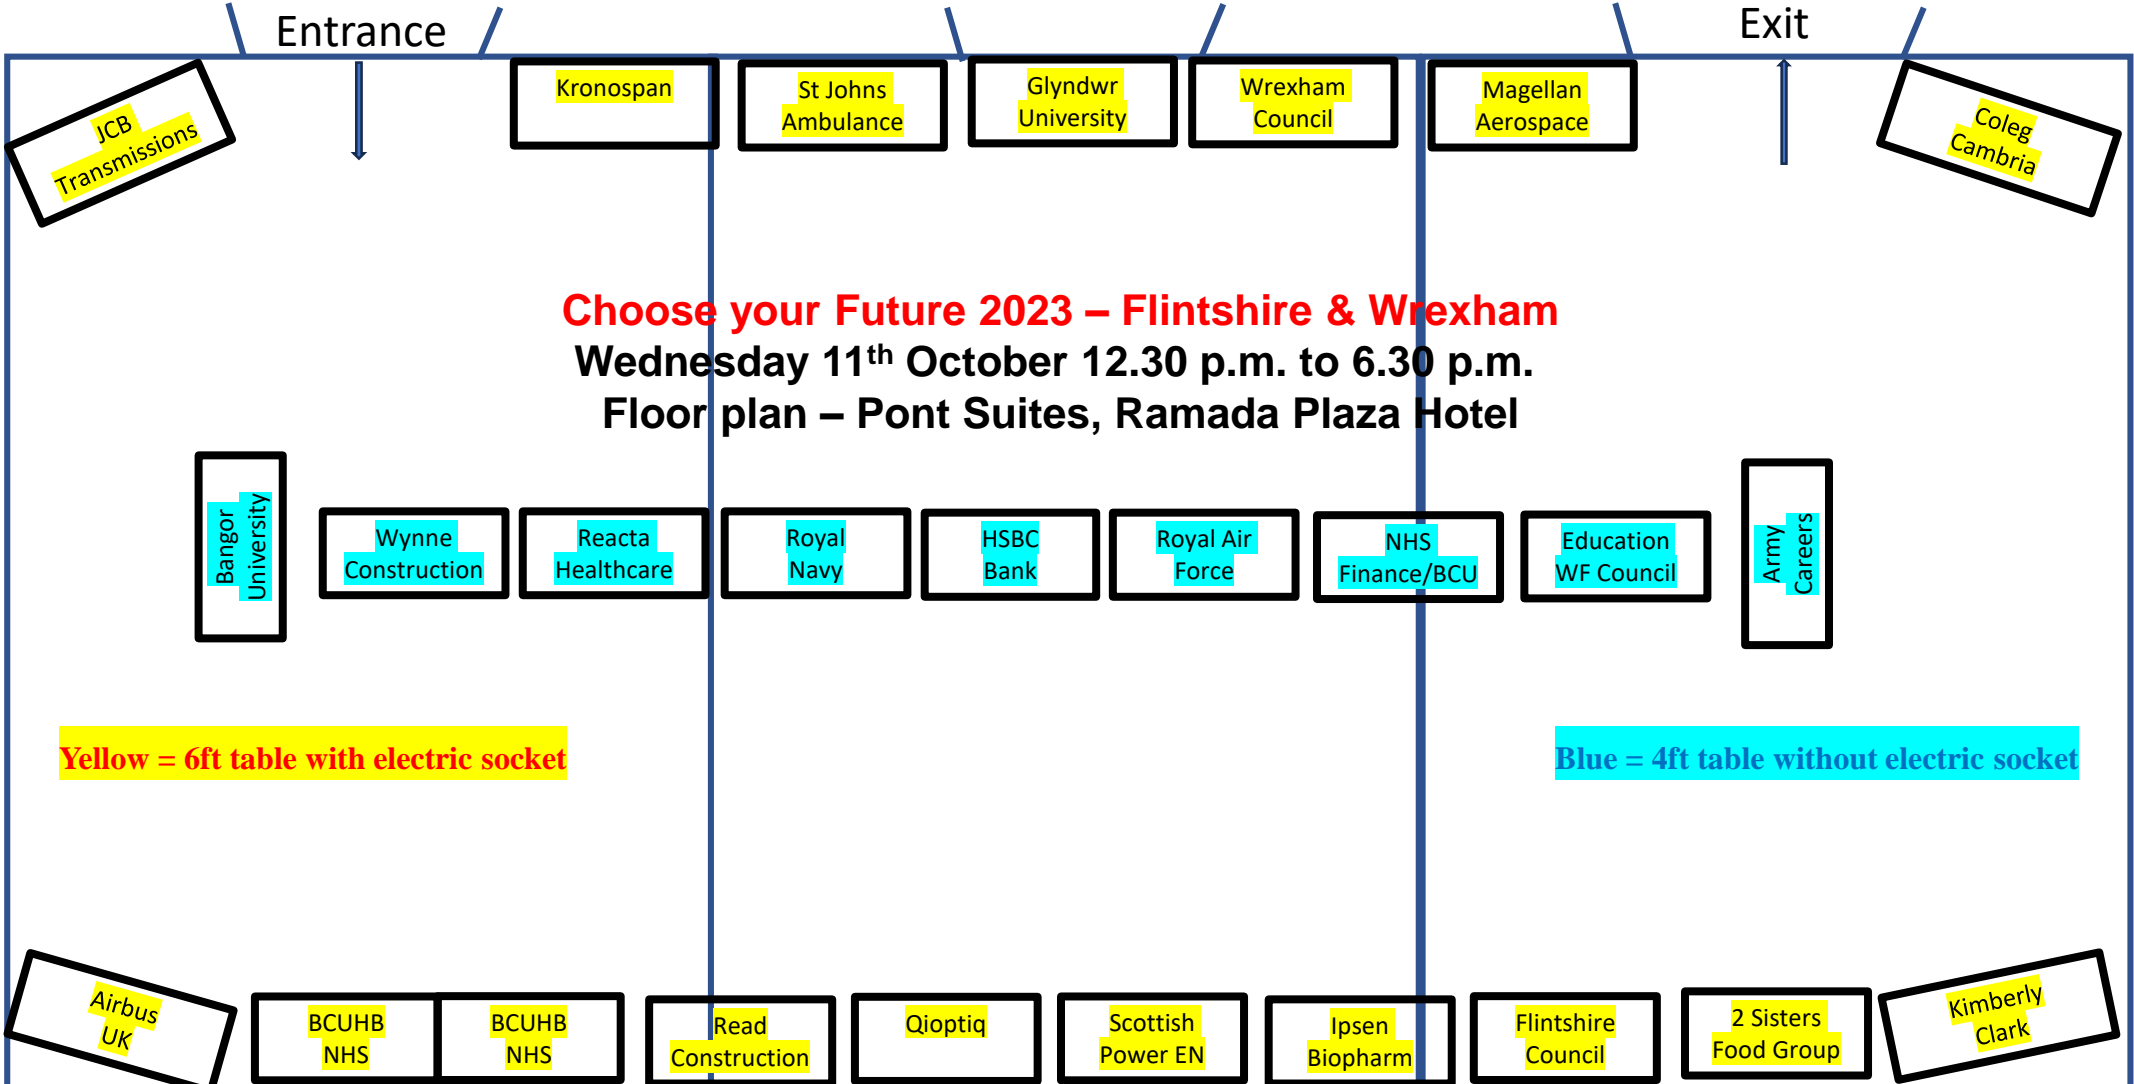 Entrance
Exit
JCB
Transmissions
Kronospan
St Johns
Ambulance
Glyndwr
University
Wrexham
Council
Magellan
Aerospace
Coleg
Cambria
Choose your Future 2023 – Flintshire & Wrexham
Wednesday 11th October 12.30 p.m. to 6.30 p.m.
Floor plan – Pont Suites, Ramada Plaza Hotel
Bangor
University
Wynne
Construction
Reacta
Healthcare
Royal
Navy
HSBC
Bank
Royal Air
Force
NHS
Finance/BCU
Education
WF Council
Army
Careers
Yellow = 6ft table with electric socket
Blue = 4ft table without electric socket
Airbus
UK
BCUHB
NHS
BCUHB
NHS
Read
Construction
Qioptiq
Scottish
Power EN
Ipsen
Biopharm
Flintshire
Council
2 Sisters
Food Group
Kimberly
Clark